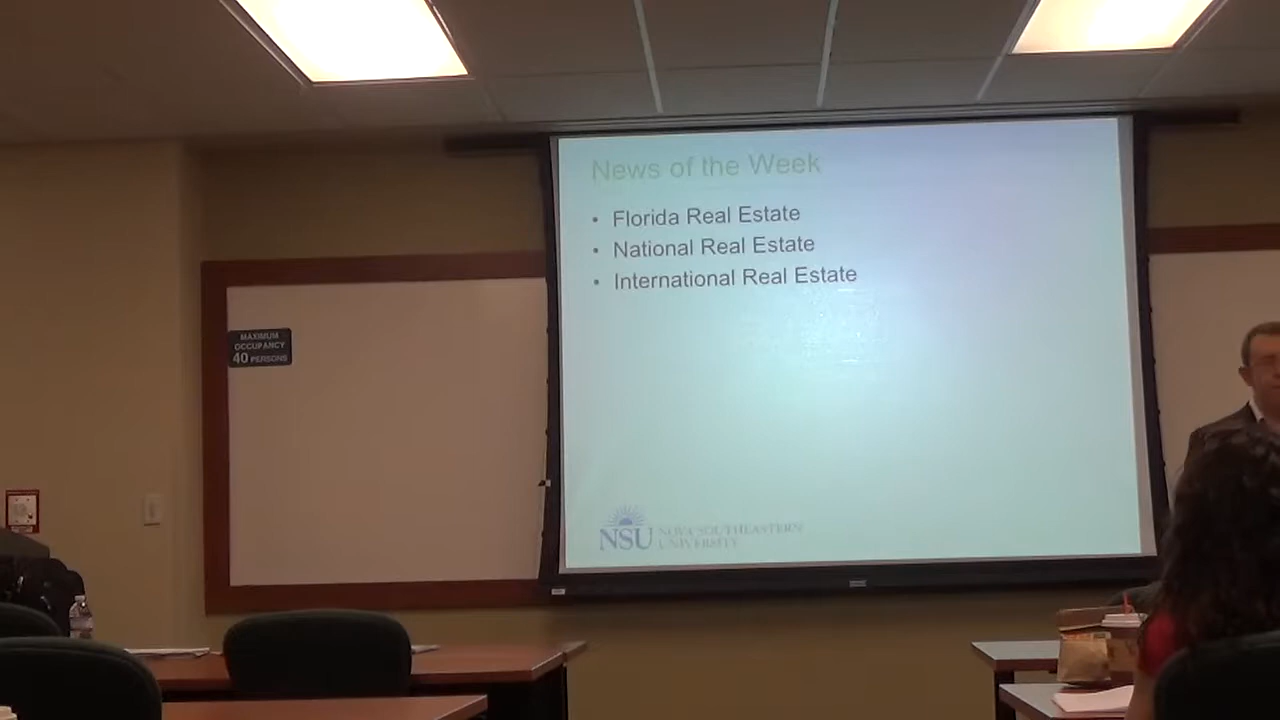 News of the Week
• Florida Real Estate
• National Real Estate
• International Real Estate
MAXIMUM
OCCUPANCY
40 PERSONS
NSU NOVA SOUTHEASTERN
UNIVERSITY